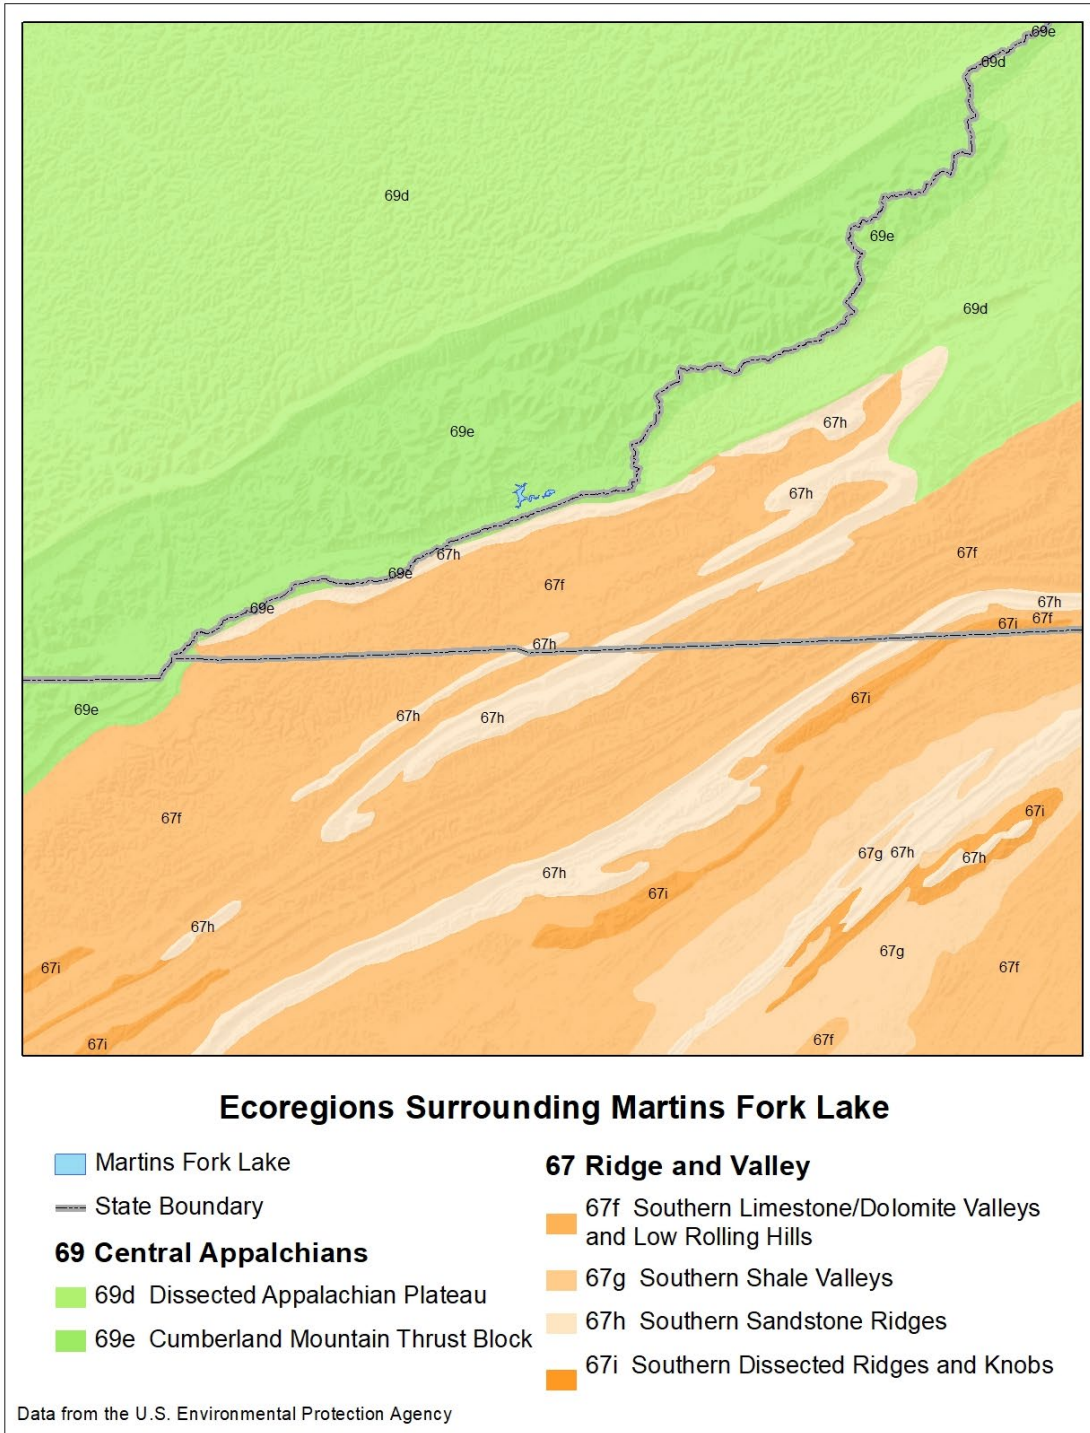 69e
69d
69d
69e
69d
67h
69e
67h
67h
67f
69e
67f
67h
69e
67i
67f
67h
69e
67i
67h
67h
67i
67f
67g
67h
67h
67h
67i
67h
67g
67i
67f
67f
67i
Ecoregions Surrounding Martins Fork Lake
Martins Fork Lake
State Boundary
69 Central Appalchians
69d Dissected Appalachian Plateau
69e Cumberland Mountain Thrust Block
67 Ridge and Valley
67f Southern Limestone/Dolomite Valleys
and Low Rolling Hills
67g Southern Shale Valleys
67h Southern Sandstone Ridges
67i Southern Dissected Ridges and Knobs
Data from the U.S. Environmental Protection Agency